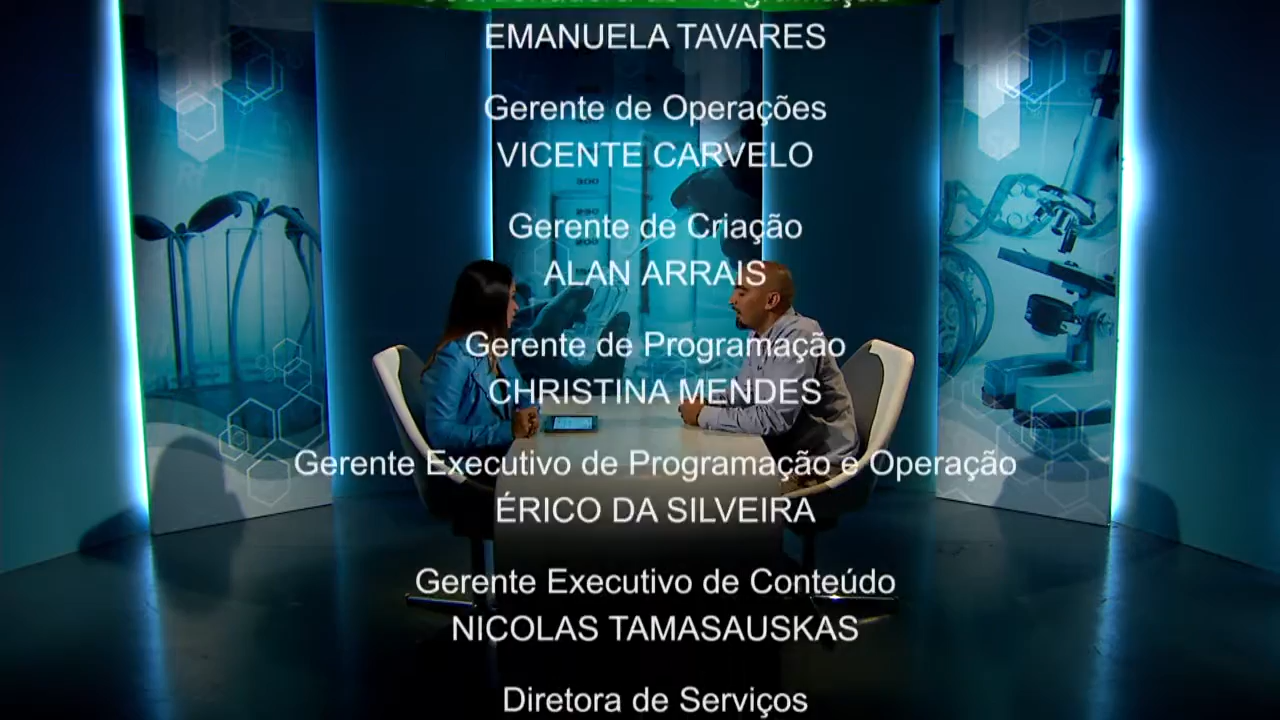 EMANUELA TAVARES
Gerente de Operações
VICENTE CARVELO
Gerente de Criação
ALAN ARRAIS
Gerente de Programação
CHRISTINA MENDES
Gerente Executivo de Programação e Operação
ÉRICO DA SILVEIRA
Gerente Executivo de Conteúdo
NICOLAS TAMASAUSKAS
Diretora de Serviços